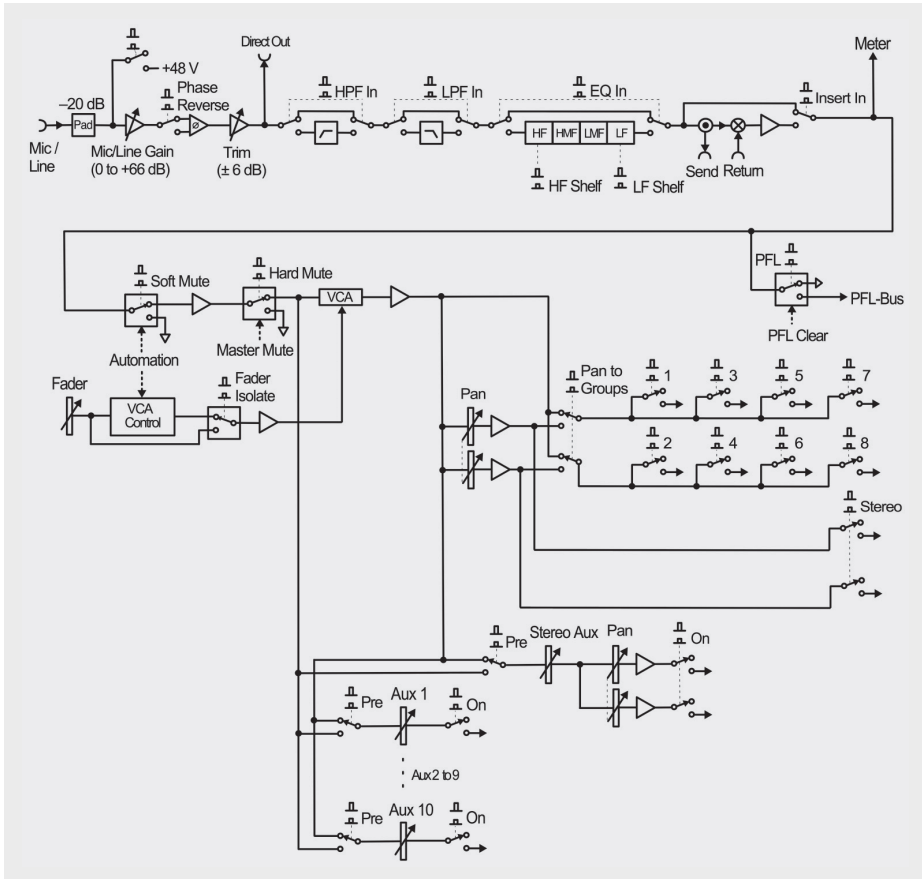 Direct Out
Meter
+48 V
–20 dB
Phase
Reverse
HPF In
LPF In
EQ In
Insert In
Pad
ø
HF
HMF
LMF
LF
Mic /
Line
Mic/Line Gain
(0 to +66 dB)
Trim
(± 6 dB)
Send
Return
HF Shelf
LF Shelf
PFL
PFL-Bus
PFL Clear
Soft Mute
Hard Mute
VCA
Automation
Master Mute
Fader
VCA
Control
Fader
Isolate
Pan
Pan to
Groups
1
3
5
7
2
4
6
8
Stereo
Pre
Stereo Aux
Pan
On
Pre
Aux 1
On
Aux 2 to 9
Pre
Aux 10
On